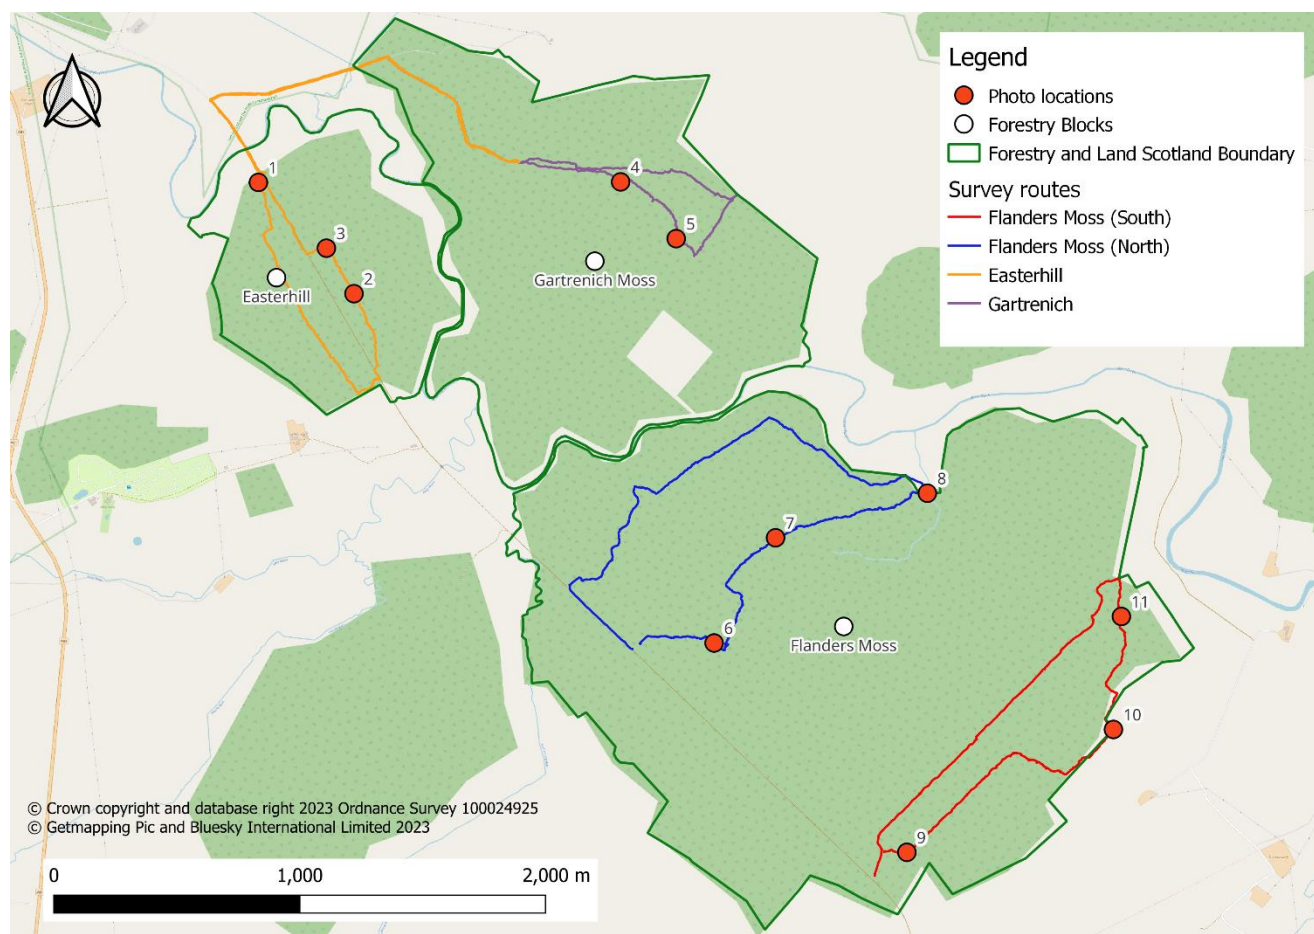 Legend
Photo locations
Forestry Blocks
Forestry and Land Scotland Boundary
Survey routes
Flanders Moss (South)
Flanders Moss (North)
Easterhill
Gartrenich
1
2
3
4
5
6
7
8
9
10
11
Easterhill
Gartrenich Moss
Flanders Moss
© Crown copyright and database right 2023 Ordnance Survey 100024925
© Getmapping Pic and Bluesky International Limited 2023
0 1,000 2,000 m